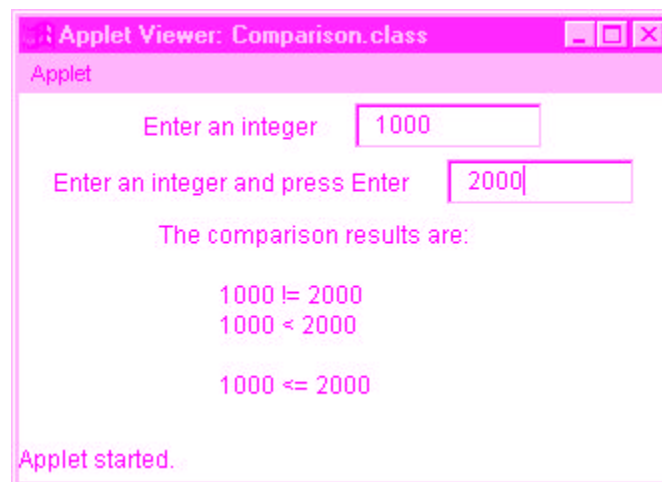 Applet Viewer: Comparison.class
Applet
Enter an integer 1000
Enter an integer and press Enter 2000
The comparison results are:
1000 != 2000
1000 < 2000
1000 <= 2000
Applet started.